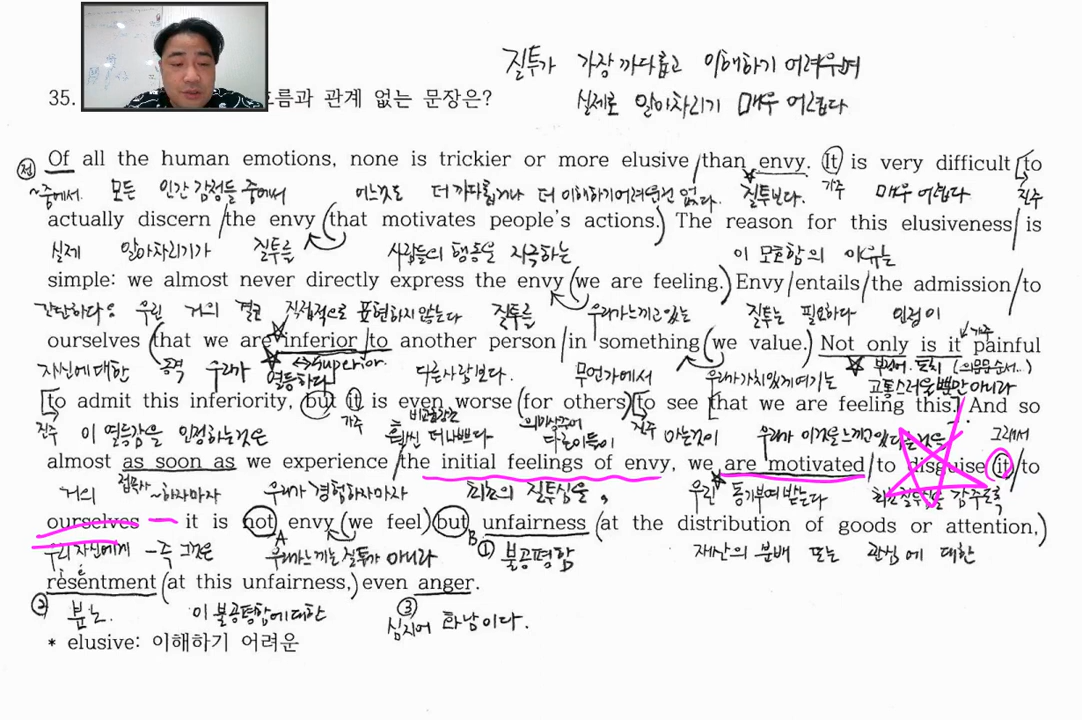 질투가 가장 까다롭고 이해하기 어려우며
35. 흐름과 관계 없는 문장은?
실제로 알아차리기 매우 어렵다
전 Of all the human emotions, none is trickier or more elusive / than envy. It is very difficult [to
~중에서 모든 인간 감정들 중에서 어느것도 더 까다롭거나 더 이해하기어려운건 없다. 질투보다. 가주 매우 어렵다 진주
actually discern / the envy (that motivates people's actions.) The reason for this elusiveness / is
실제 알아차리기가 질투를 사람들의 행동을 자극하는 이 모호함의 이유는
simple: we almost never directly express the envy (we are feeling.) Envy / entails / the admission / to
간단하다: 우린 거의 결코 직접적으로 표현하지 않는다 질투를 우리가 느끼고 있는 질투는 필요하다 인정이
ourselves (that we are inferior / to another person / in something (we value.) Not only is it painful
가주
자신에 대한 동격 우리가 열등하다 ↔ superior. 다른사람보다. 무언가에서 우리가 가치있게 여기는 부정어 도치 (의문문순서..) 고통스러울뿐만 아니라
[to admit this inferiority, but it is even worse (for others) [to see [that we are feeling this. And so
진주 이 열등감을 인정하는것은 가주 비교급강조 훨씬 더 나쁘다 의미상주어 다른이들이 진주 아는것이 우리가 이것을 느끼고 있다는것을 그래서
almost as soon as we experience / the initial feelings of envy, we are motivated / to disguise it / to
거의 접속사 ~하자마자 우리가 경험하자마자 최초의 질투심을, 우린 동기부여 받는다 최초질투심을 감추도록
ourselves — it is not envy (we feel) but unfairness (at the distribution of goods or attention,)
우리 자신에게 – 즉 그것은 A 우리가 느끼는 질투가 아니라 B ① 불공평함 재산의 분배 또는 관심에 대한
resentment (at this unfairness,) even anger.
② 분노. 이 불공평함에 대한 ③ 심지어 화남이다.
* elusive: 이해하기 어려운